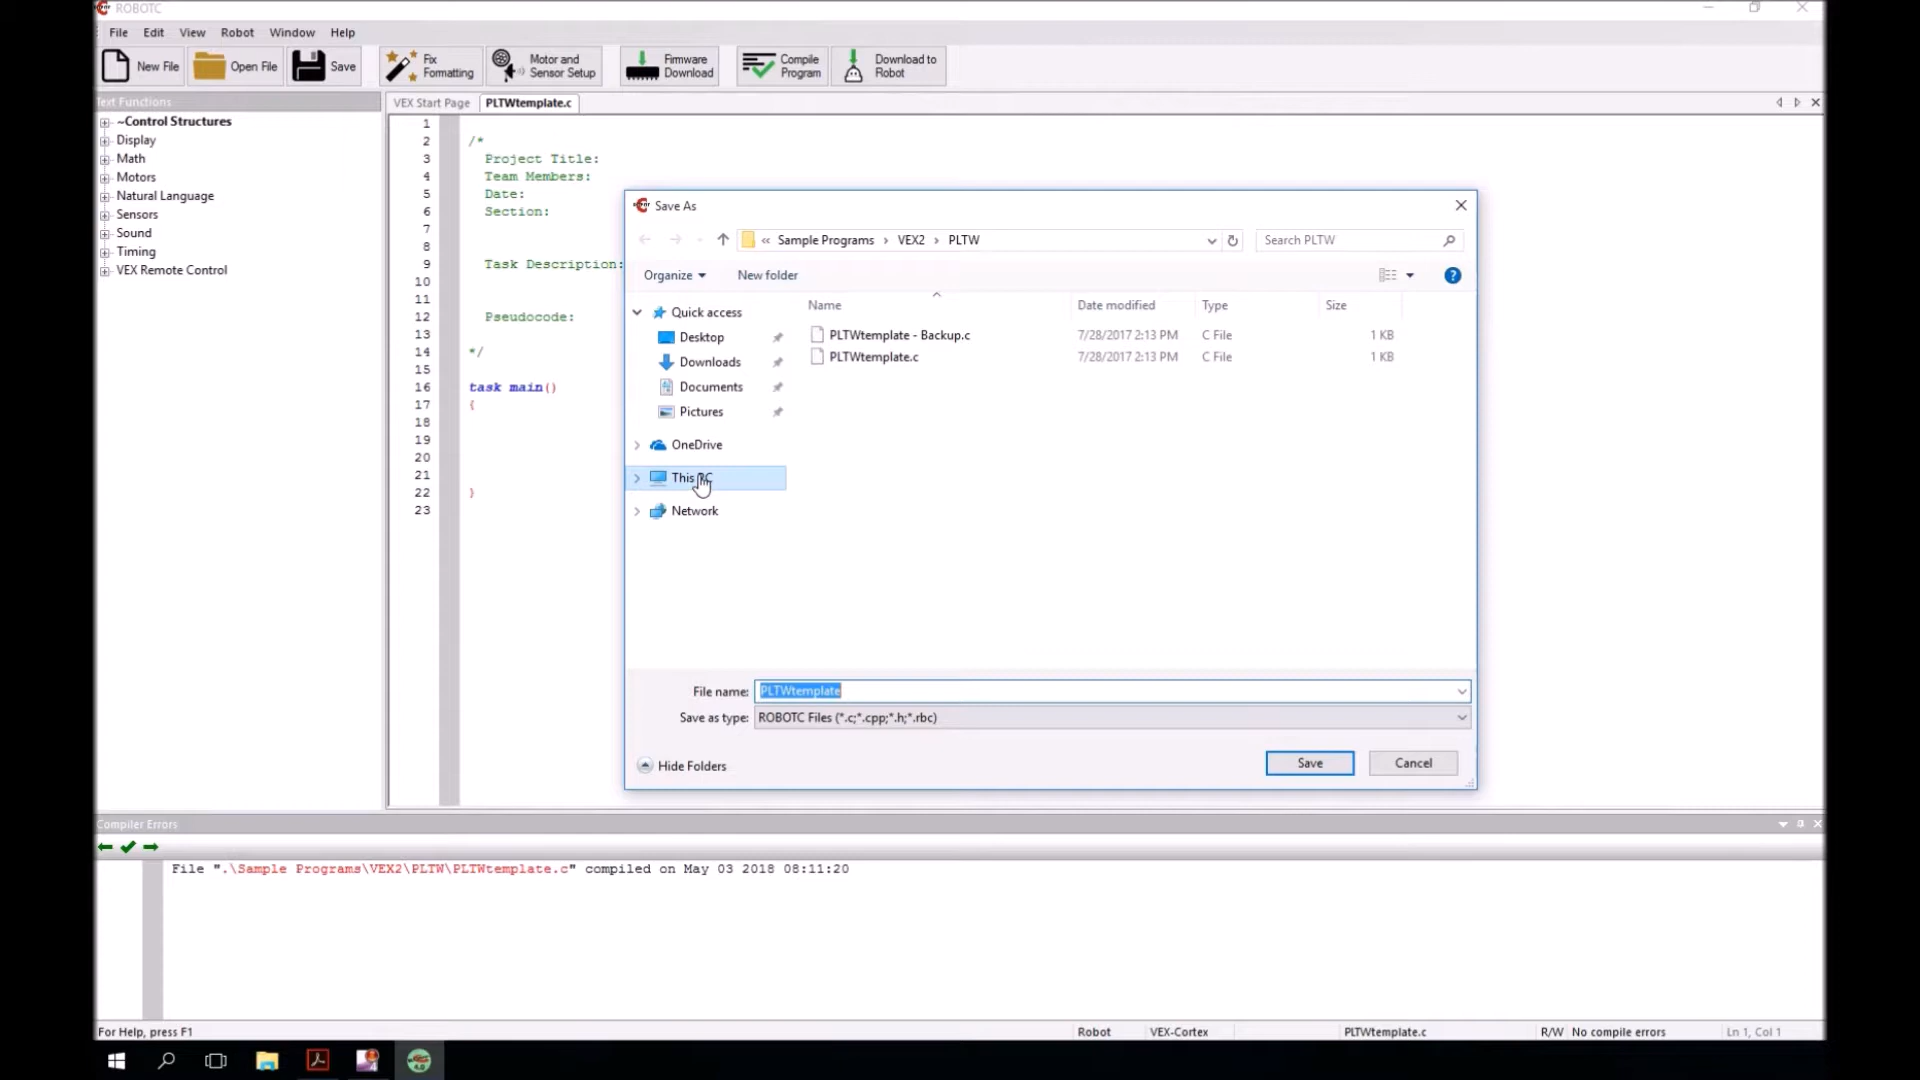 ROBOTC
File Edit View Robot Window Help
New File Open File Save Fix Formatting Motor and Sensor Setup Firmware Download Compile Program Download to Robot
Text Functions
~Control Structures
Display
Math
Motors
Natural Language
Sensors
Sound
Timing
VEX Remote Control
VEX Start Page PLTWtemplate.c
1
2 /*
3 Project Title:
4 Team Members:
5 Date:
6 Section:
7
8
9 Task Description:
10
11
12 Pseudocode:
13
14 */
15
16 task main()
17 {
18
19
20
21
22 }
23
Save As
« Sample Programs › VEX2 › PLTW
Search PLTW
Organize New folder
Quick access
Desktop
Downloads
Documents
Pictures
OneDrive
This PC
Network
Name Date modified Type Size
PLTWtemplate - Backup.c 7/28/2017 2:13 PM C File 1 KB
PLTWtemplate.c 7/28/2017 2:13 PM C File 1 KB
File name: PLTWtemplate
Save as type: ROBOTC Files (*.c;*.cpp;*.h;*.rbc)
Hide Folders
Save Cancel
Compiler Errors
File ".\Sample Programs\VEX2\PLTW\PLTWtemplate.c" compiled on May 03 2018 08:11:20
For Help, press F1 Robot VEX-Cortex PLTWtemplate.c R/W No compile errors Ln 1, Col 1